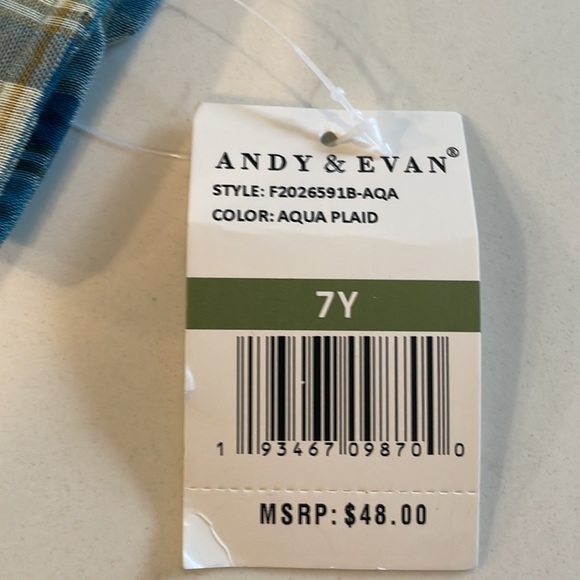 ANDY & EVAN®
STYLE: F2026591B-AQA
COLOR: AQUA PLAID
7Y
1 93467 09870 0
MSRP: $48.00